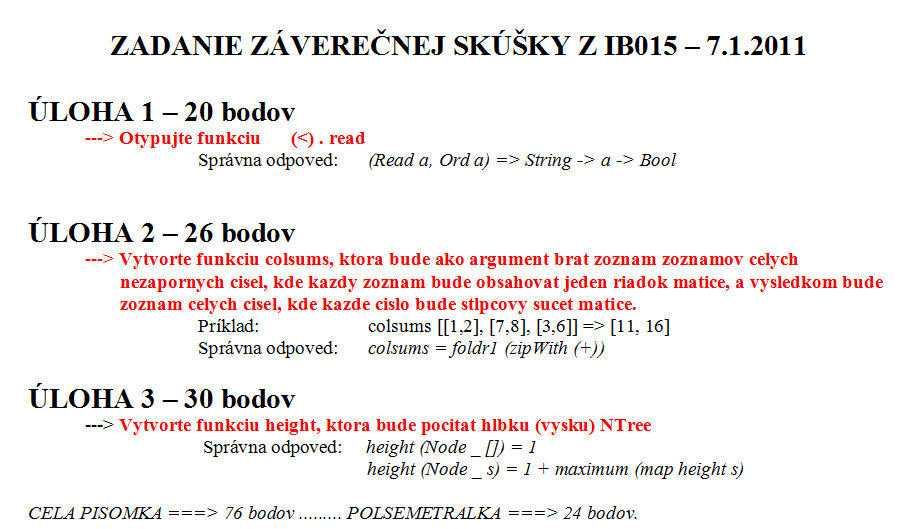 ZADANIE ZÁVEREČNEJ SKÚŠKY Z IB015 – 7.1.2011
ÚLOHA 1 – 20 bodov
---> Otypujte funkciu (<) . read
Správna odpoveď: (Read a, Ord a) => String -> a -> Bool
ÚLOHA 2 – 26 bodov
---> Vytvorte funkciu colsums, ktora bude ako argument brat zoznam zoznamov celych
nezapornych cisel, kde kazdy zoznam bude obsahovat jeden riadok matice, a vysledkom bude
zoznam celych cisel, kde kazde cislo bude stlpcovy sucet matice.
Príklad: colsums [[1,2], [7,8], [3,6]] => [11, 16]
Správna odpoveď: colsums = foldr1 (zipWith (+))
ÚLOHA 3 – 30 bodov
---> Vytvorte funkciu height, ktora bude pocitat hlbku (vysku) NTree
Správna odpoveď: height (Node _ []) = 1
height (Node _ s) = 1 + maximum (map height s)
CELA PISOMKA ===> 76 bodov ......... POLSEMETRALKA ===> 24 bodov.